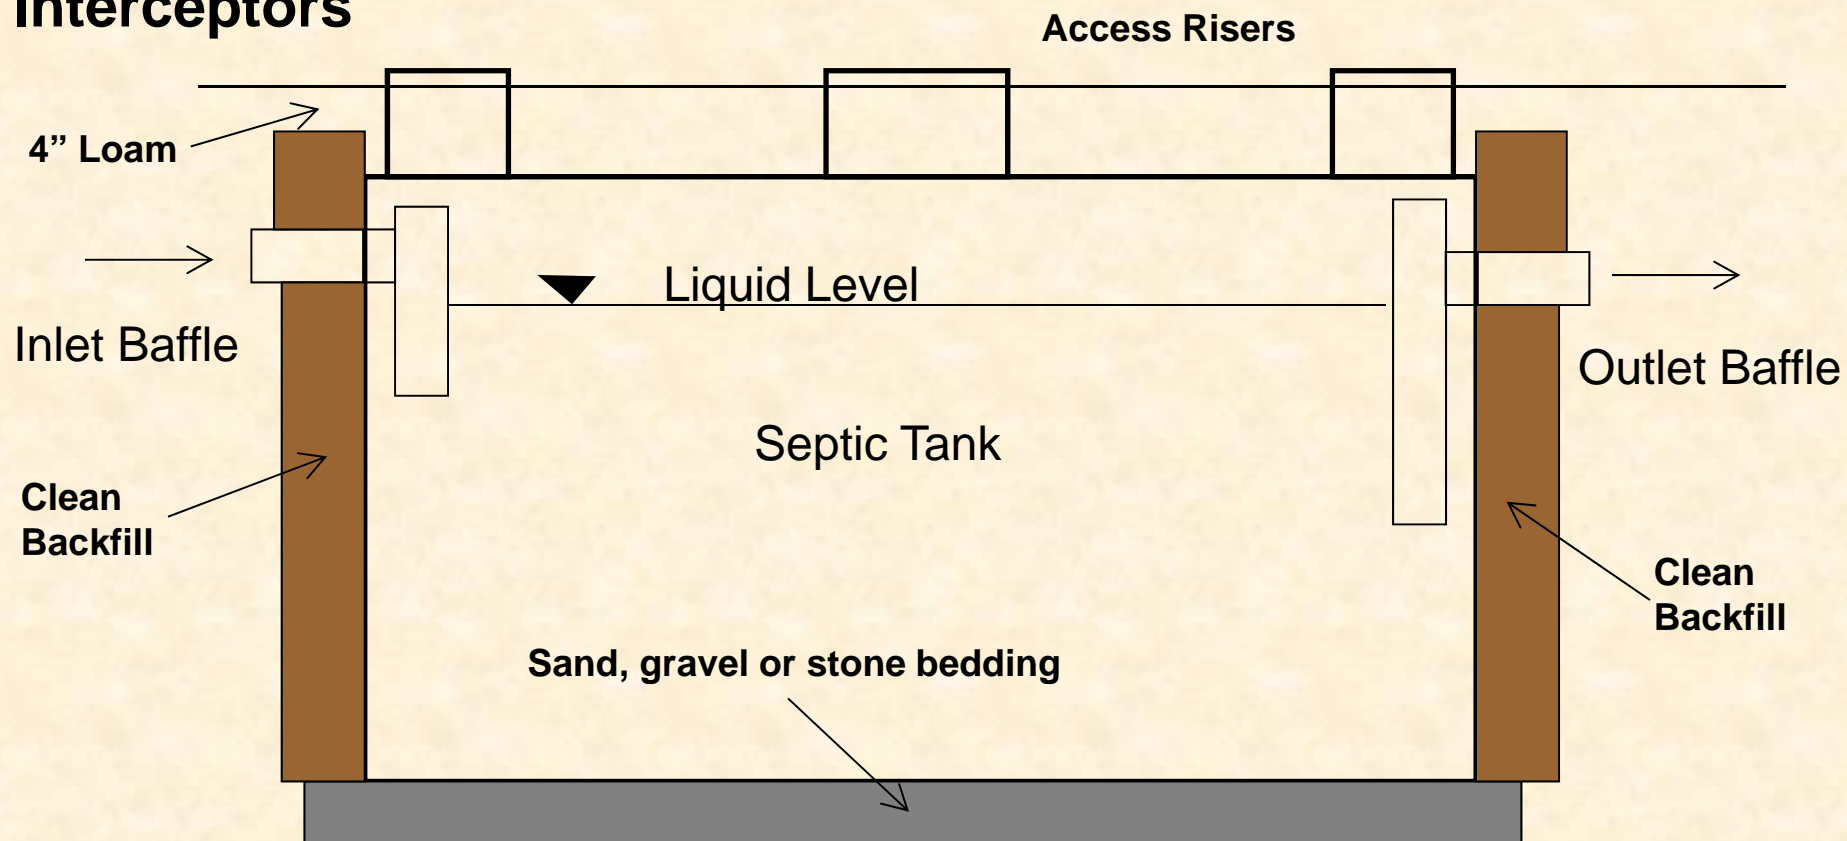 Interceptors
Access Risers
4” Loam
Liquid Level
Inlet Baffle
Outlet Baffle
Septic Tank
Clean
Backfill
Clean
Backfill
Sand, gravel or stone bedding